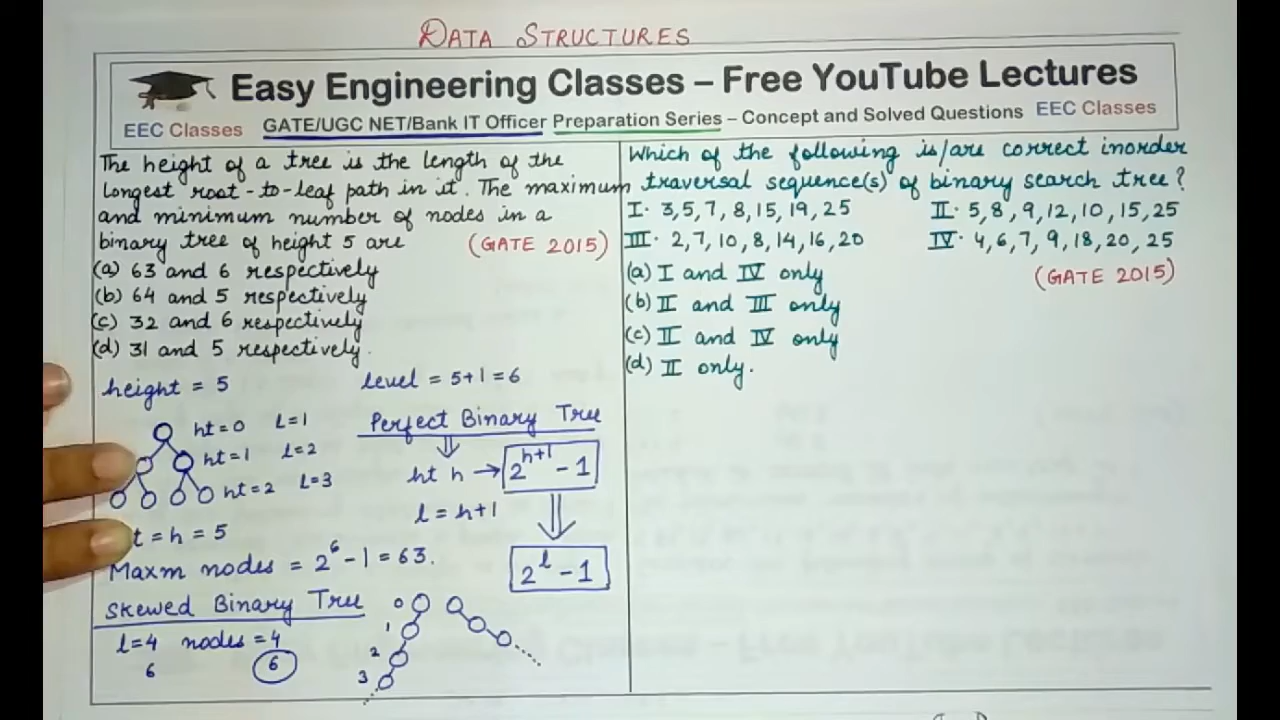 DATA STRUCTURES
Easy Engineering Classes – Free YouTube Lectures
EEC Classes
GATE/UGC NET/Bank IT Officer Preparation Series – Concept and Solved Questions
EEC Classes
The height of a tree is the length of the
longest root-to-leaf path in it. The maximum
and minimum number of nodes in a
binary tree of height 5 are (GATE 2015)
(a) 63 and 6 respectively
(b) 64 and 5 respectively
(c) 32 and 6 respectively
(d) 31 and 5 respectively.
height = 5
level = 5+1 = 6
ht = 0 L=1
ht = 1 L=2
ht = 2 L=3
Perfect Binary Tree
ht h → 2^{h+1} - 1
l = h+1
2^l - 1
t = h = 5
Maxm nodes = 2^6 - 1 = 63.
Skewed Binary Tree
l=4 nodes = 4
6 6
0
1
2
3
Which of the following is/are correct inorder
traversal sequence(s) of binary search tree?
I. 3, 5, 7, 8, 15, 19, 25 II. 5, 8, 9, 12, 10, 15, 25
III. 2, 7, 10, 8, 14, 16, 20 IV. 4, 6, 7, 9, 18, 20, 25
(a) I and IV only
(GATE 2015)
(b) II and III only
(c) II and IV only
(d) II only.